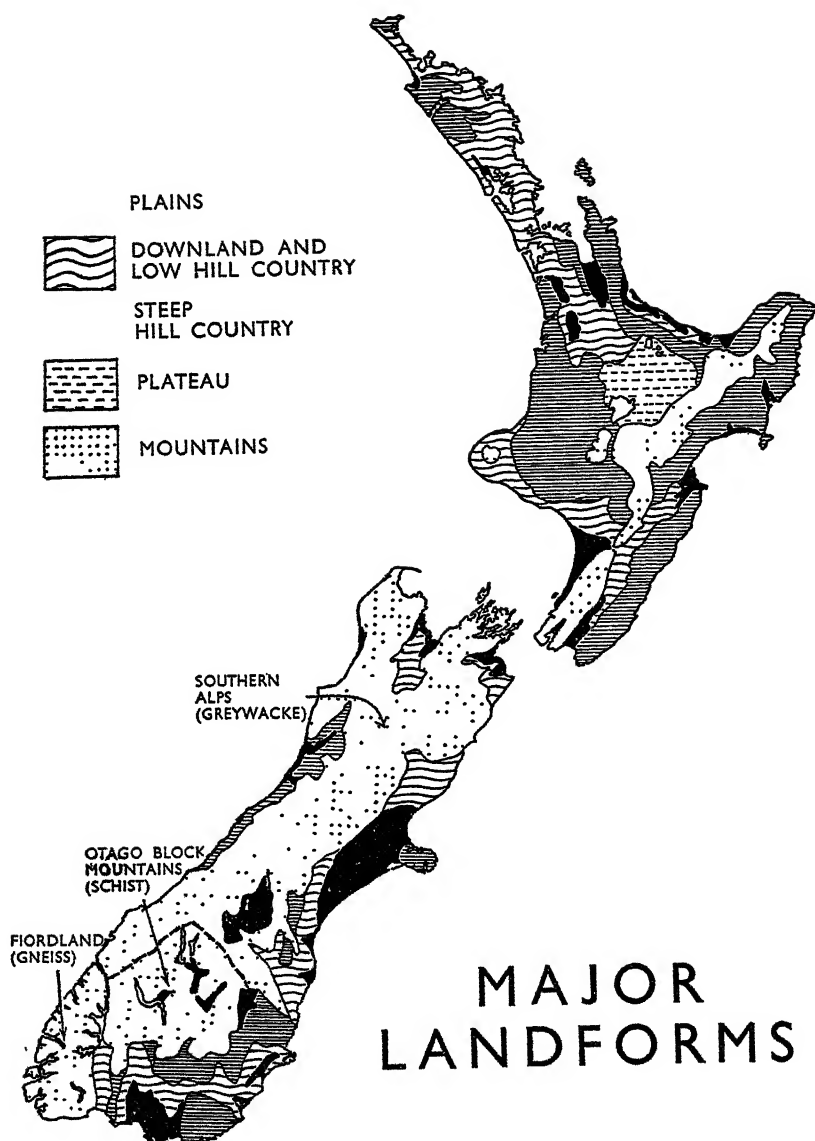 PLAINS
DOWNLAND AND
LOW HILL COUNTRY
STEEP
HILL COUNTRY
PLATEAU
MOUNTAINS
SOUTHERN
ALPS
(GREYWACKE)
OTAGO BLOCK
MOUNTAINS
(SCHIST)
FIORDLAND
(GNEISS)
MAJOR
LANDFORMS